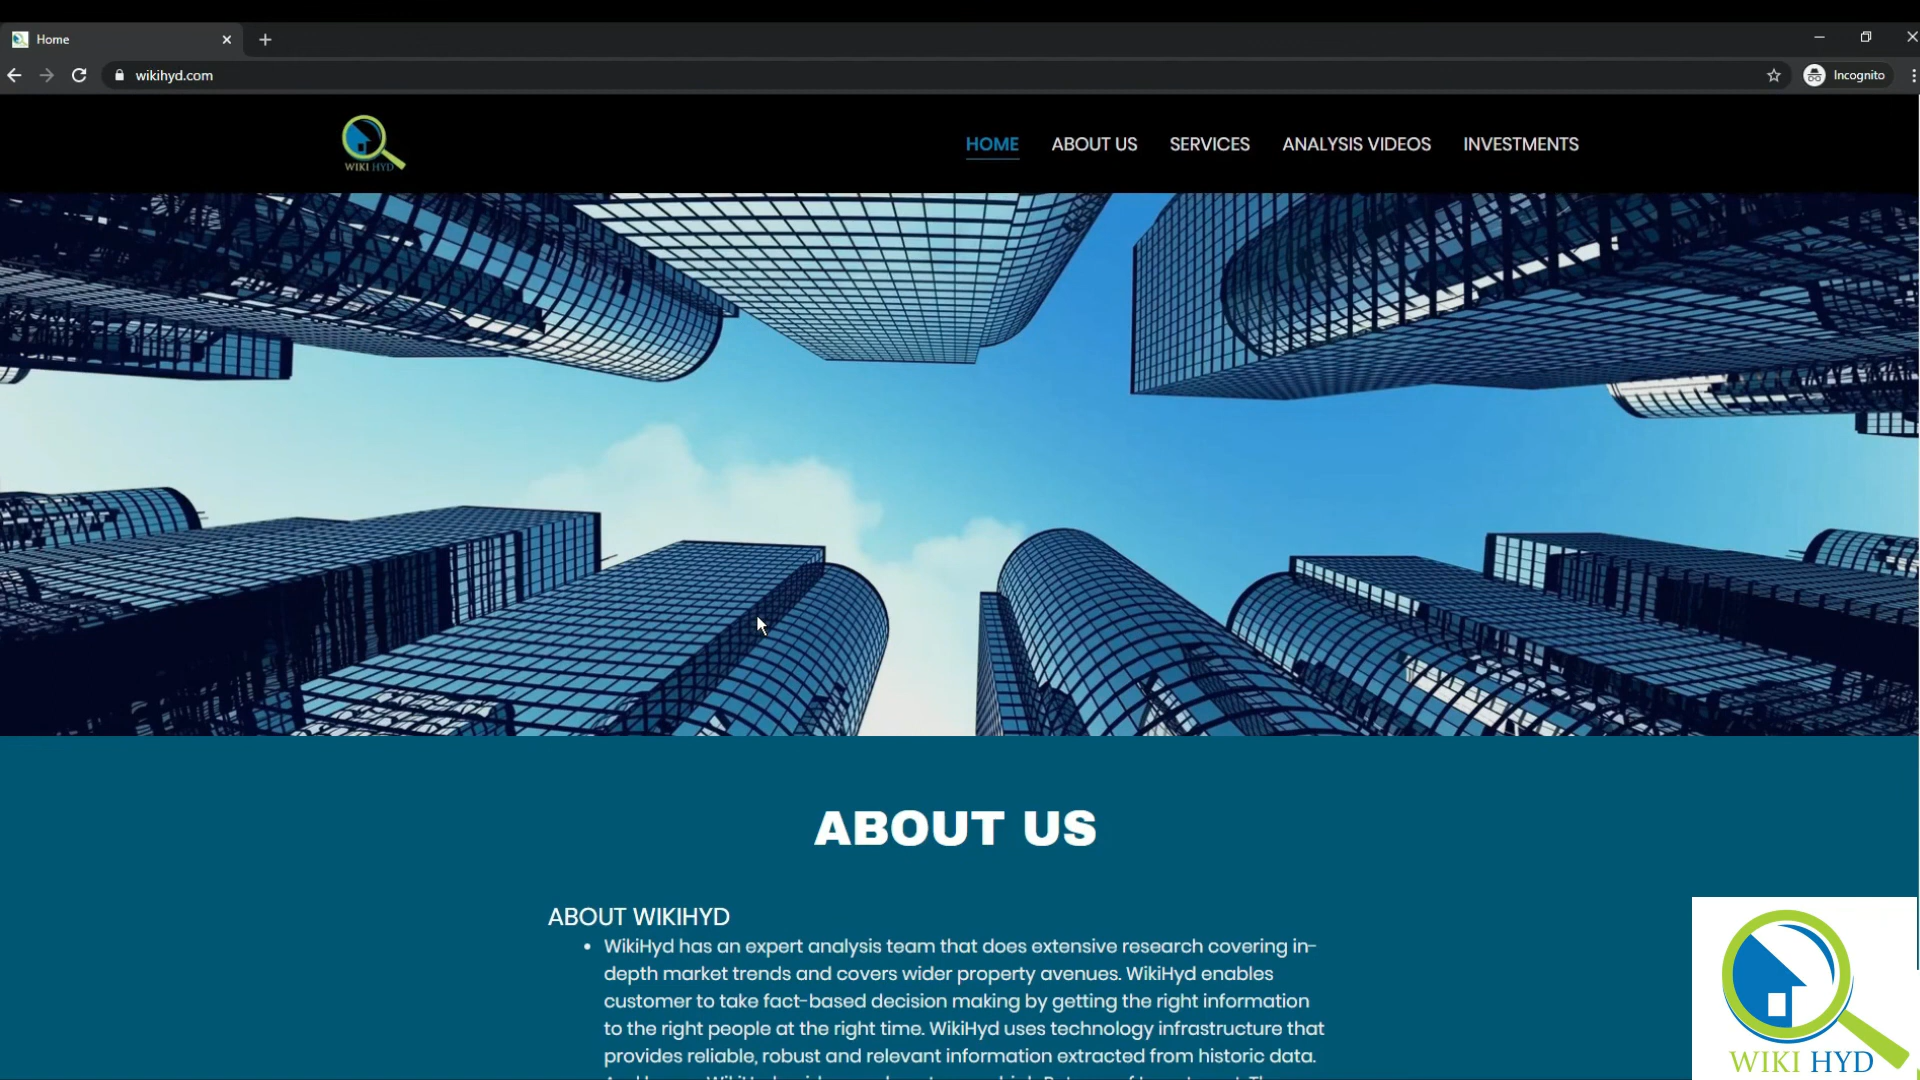 Home
wikihyd.com
Incognito
WIKI HYD
HOME ABOUT US SERVICES ANALYSIS VIDEOS INVESTMENTS
ABOUT US
ABOUT WIKIHYD
• WikiHyd has an expert analysis team that does extensive research covering in-
depth market trends and covers wider property avenues. WikiHyd enables
customer to take fact-based decision making by getting the right information
to the right people at the right time. WikiHyd uses technology infrastructure that
provides reliable, robust and relevant information extracted from historic data.
WIKI HYD